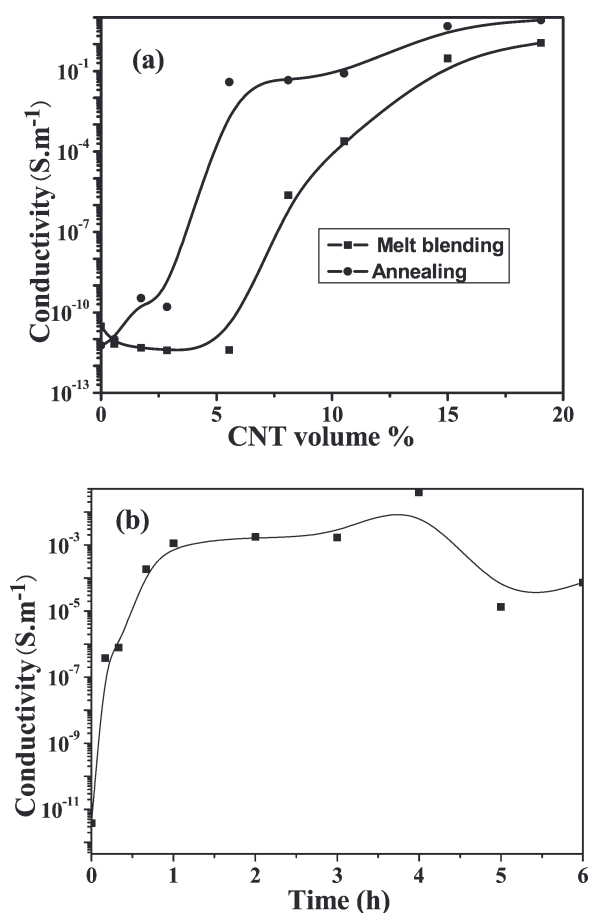 (a)
Conductivity (S.m⁻¹)
10⁻¹
10⁻⁴
10⁻⁷
10⁻¹⁰
10⁻¹³
Melt blending
Annealing
0 5 10 15 20
CNT volume %
(b)
Conductivity (S.m⁻¹)
10⁻³
10⁻⁵
10⁻⁷
10⁻⁹
10⁻¹¹
0 1 2 3 4 5 6
Time (h)